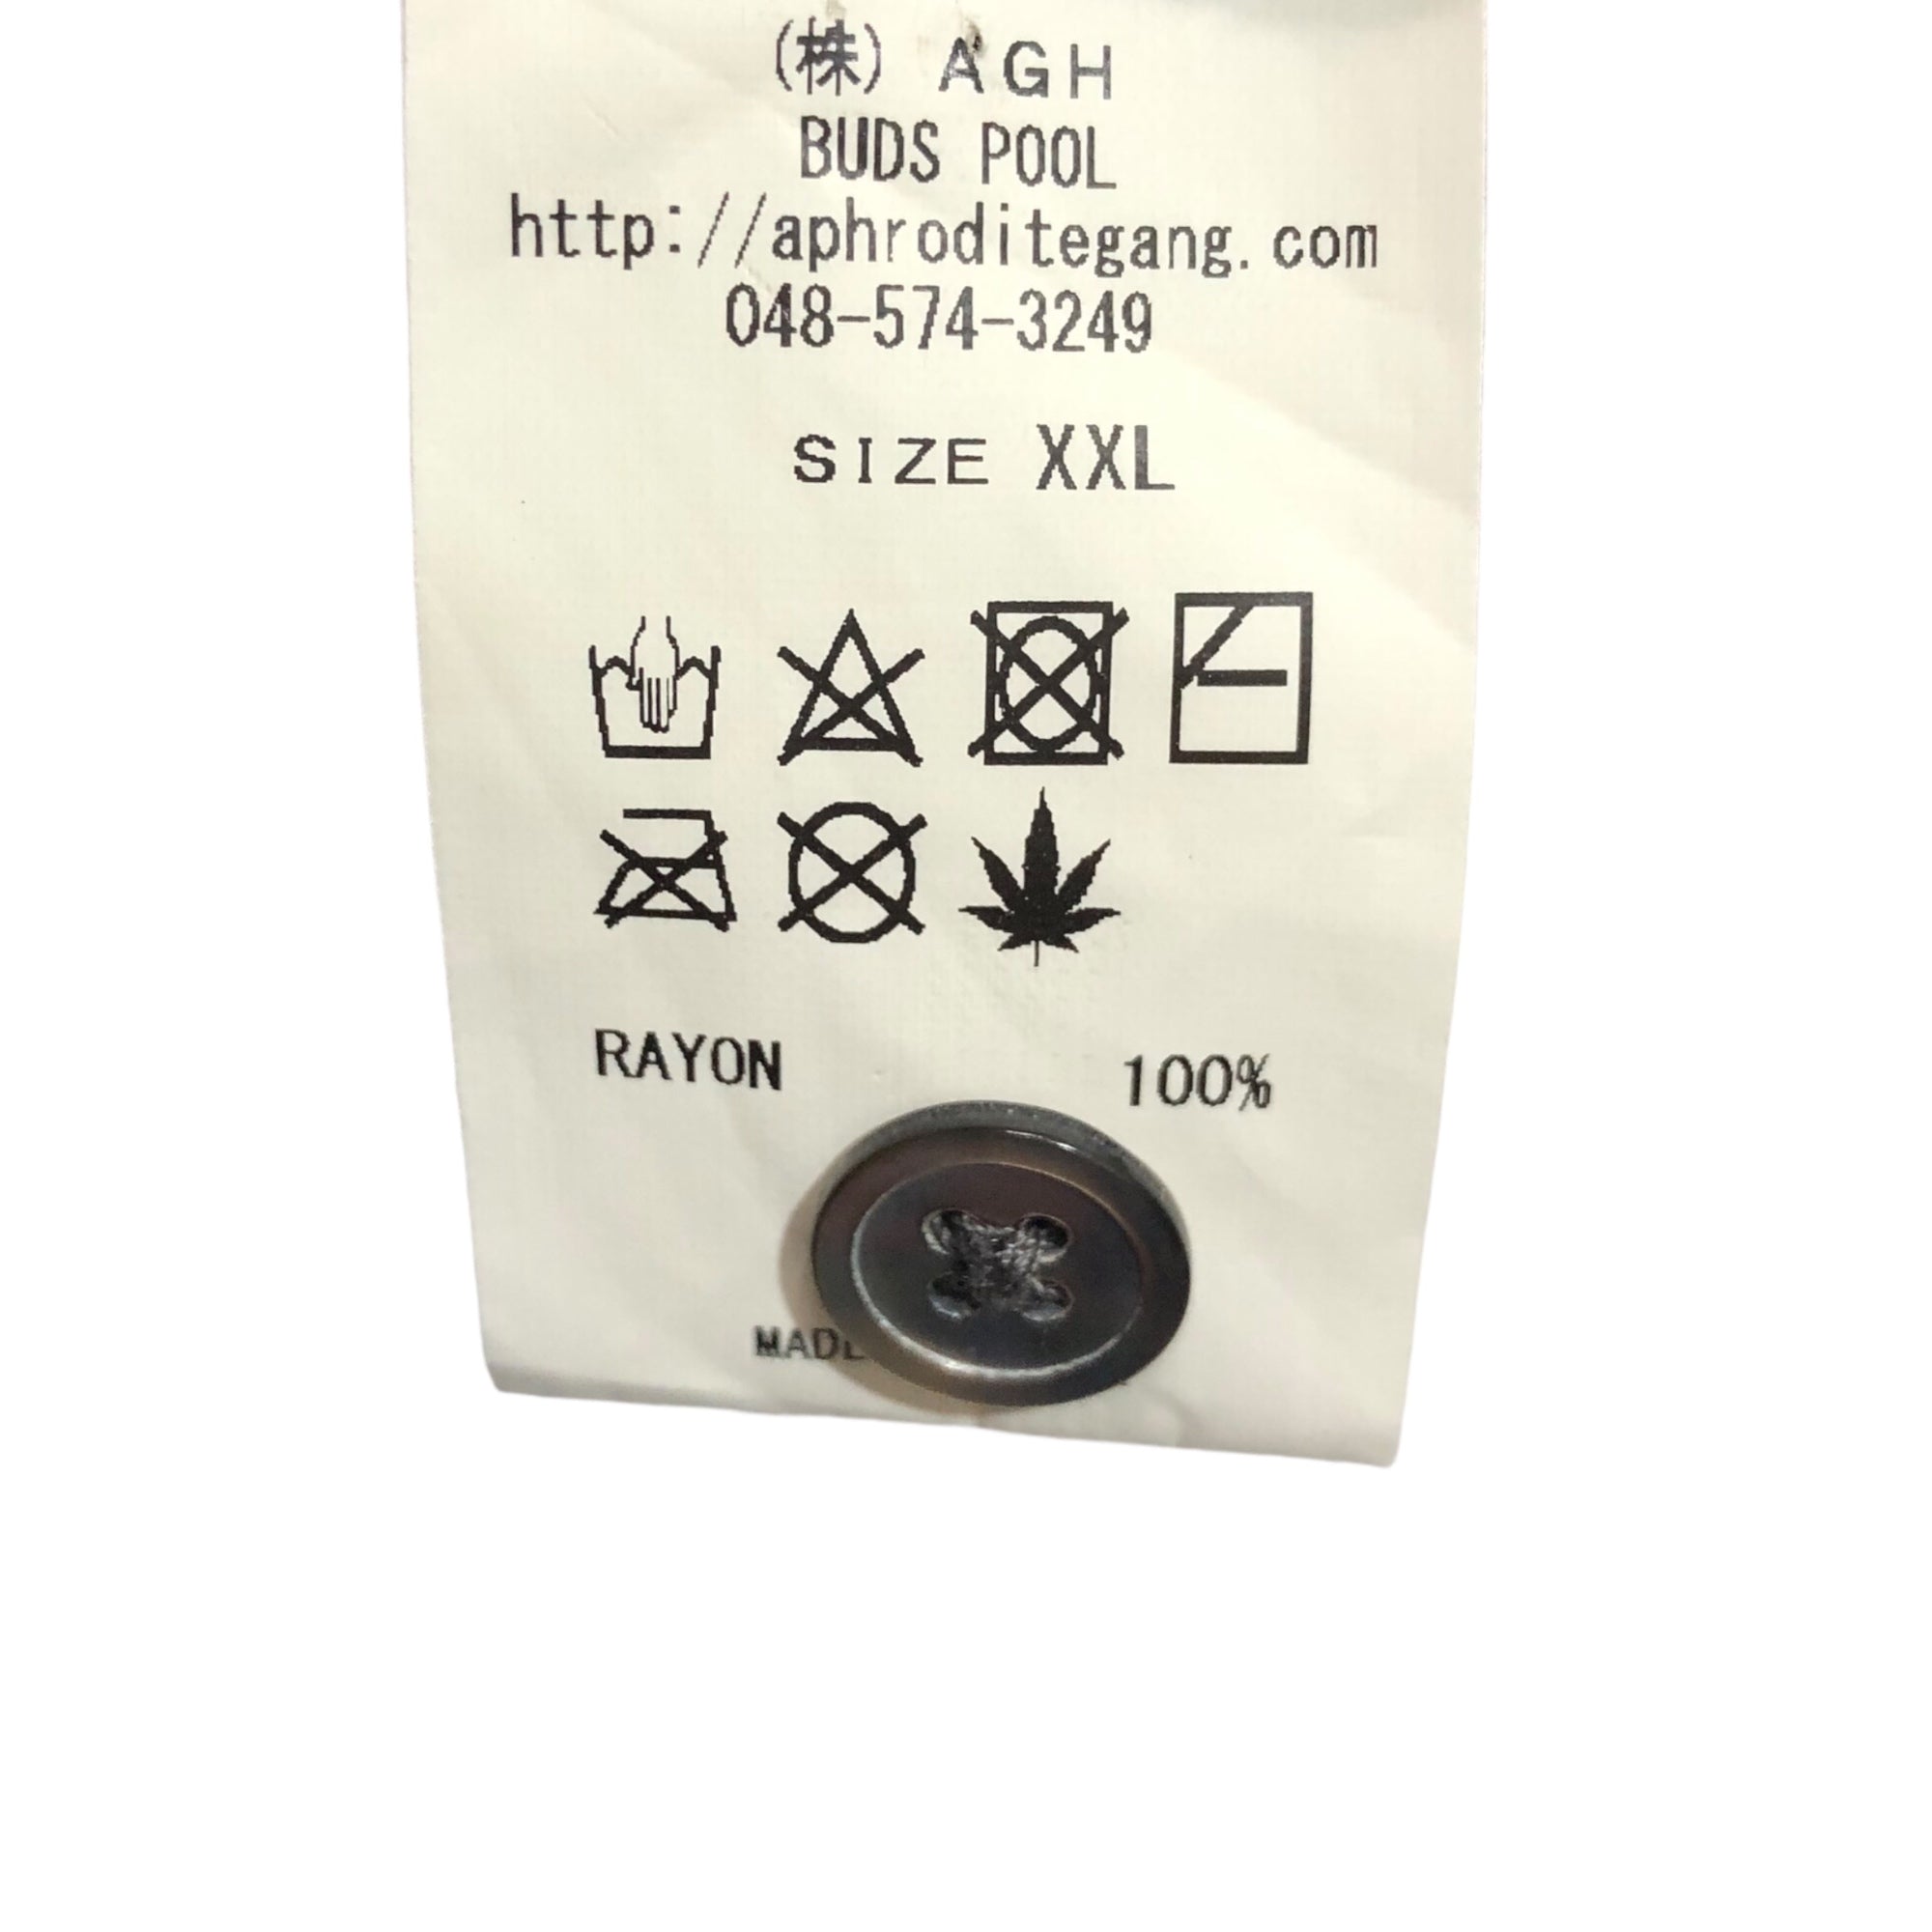 (株) AGH
BUDS POOL
http://aphroditegang.com
048-574-3249
SIZE XXL
RAYON 100%